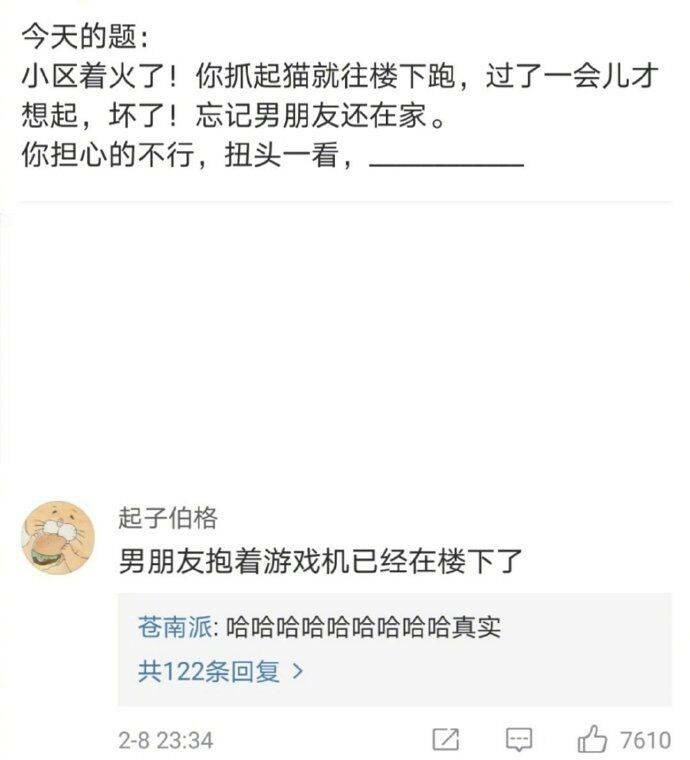 今天的题：
小区着火了！你抓起猫就往楼下跑，过了一会儿才
想起，坏了！忘记男朋友还在家。
你担心的不行，扭头一看，__________
起子伯格
男朋友抱着游戏机已经在楼下了
苍南派: 哈哈哈哈哈哈哈哈哈真实
共122条回复 >
2-8 23:34
7610